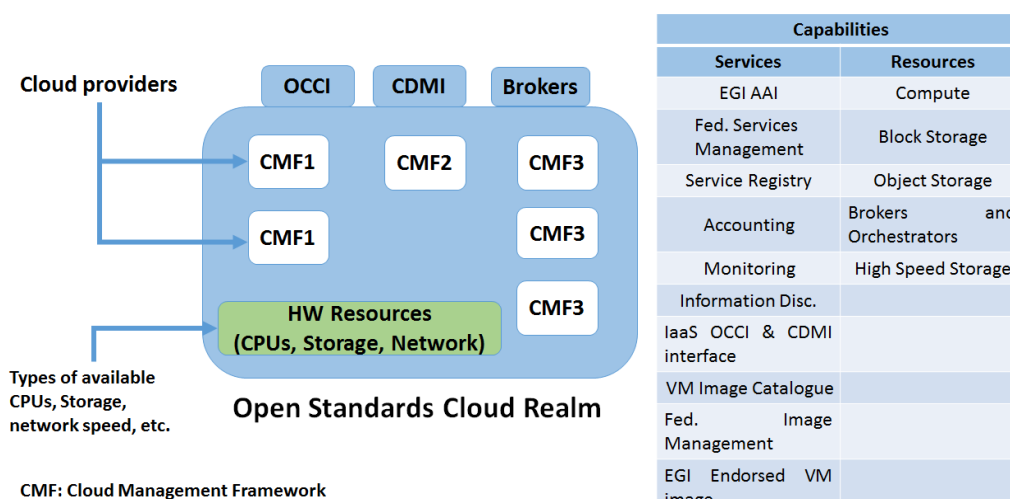 Cloud providers
OCCI
CDMI
Brokers
CMF1
CMF2
CMF3
CMF1
CMF3
CMF3
HW Resources
(CPUs, Storage, Network)
Types of available
CPUs, Storage,
network speed, etc.
Open Standards Cloud Realm
CMF: Cloud Management Framework
Capabilities
Services Resources
EGI AAI Compute
Fed. Services
Management
Block Storage
Service Registry Object Storage
Accounting
Brokers and
Orchestrators
Monitoring High Speed Storage
Information Disc.
IaaS OCCI & CDMI
interface
VM Image Catalogue
Fed. Image
Management
EGI Endorsed VM
image